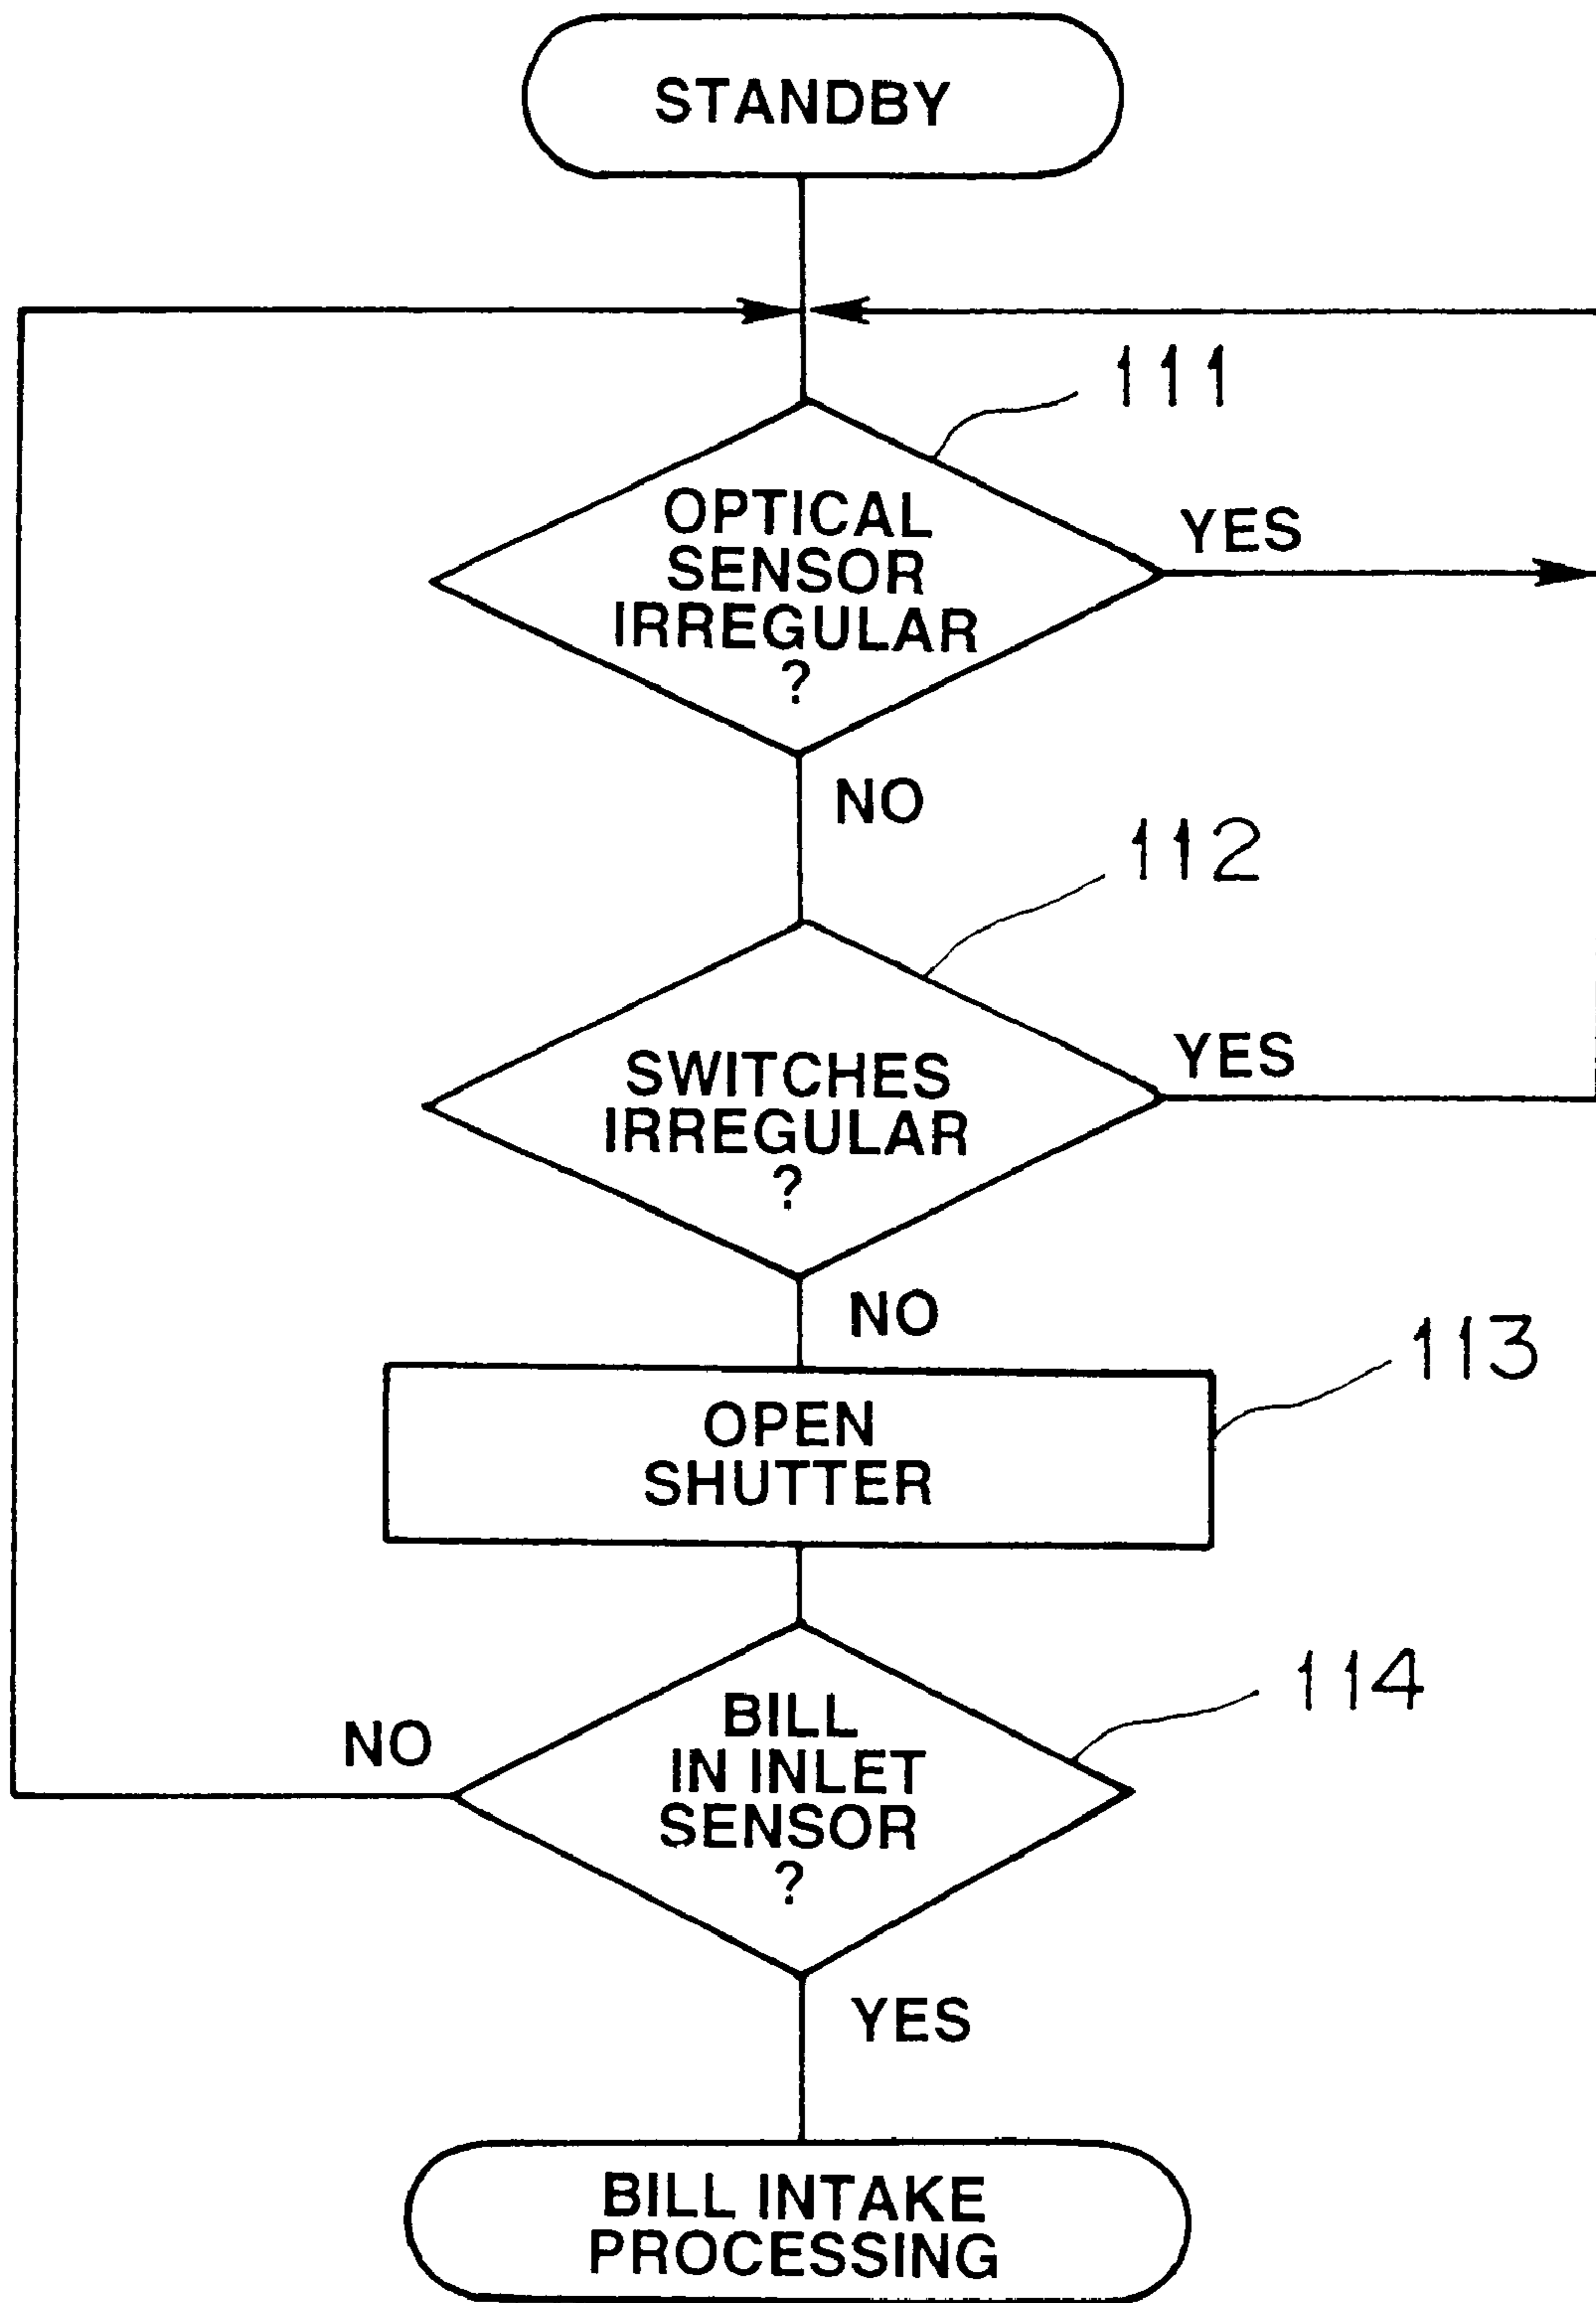 STANDBY
111
OPTICAL
SENSOR
IRREGULAR
?
YES
NO
112
SWITCHES
IRREGULAR
?
YES
NO
113
OPEN
SHUTTER
114
BILL
IN INLET
SENSOR
?
NO
YES
BILL INTAKE
PROCESSING